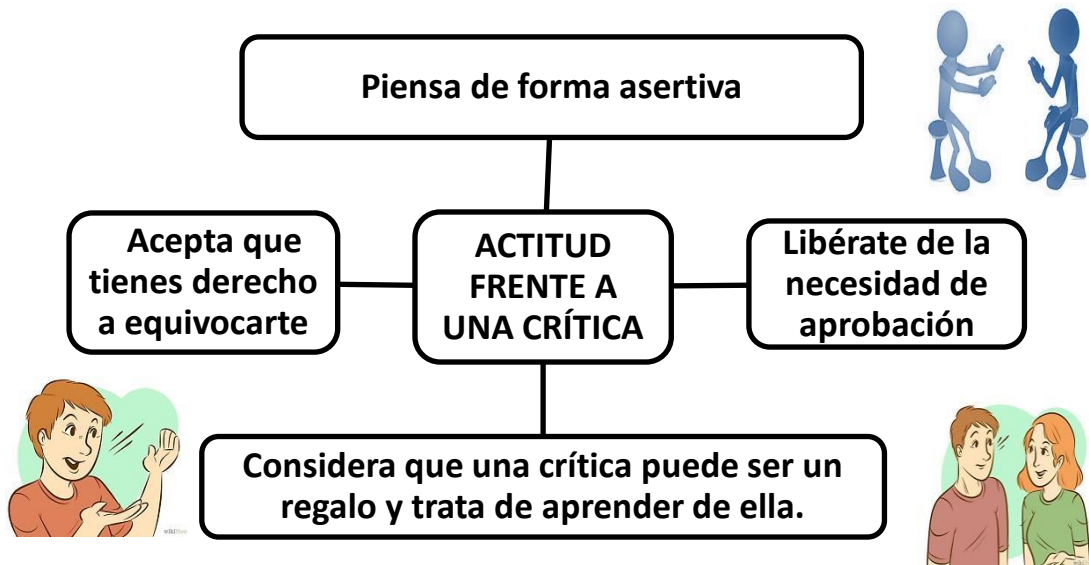 Piensa de forma asertiva
Acepta que
tienes derecho
a equivocarte
ACTITUD
FRENTE A
UNA CRÍTICA
Libérate de la
necesidad de
aprobación
Considera que una crítica puede ser un
regalo y trata de aprender de ella.
wikiHow